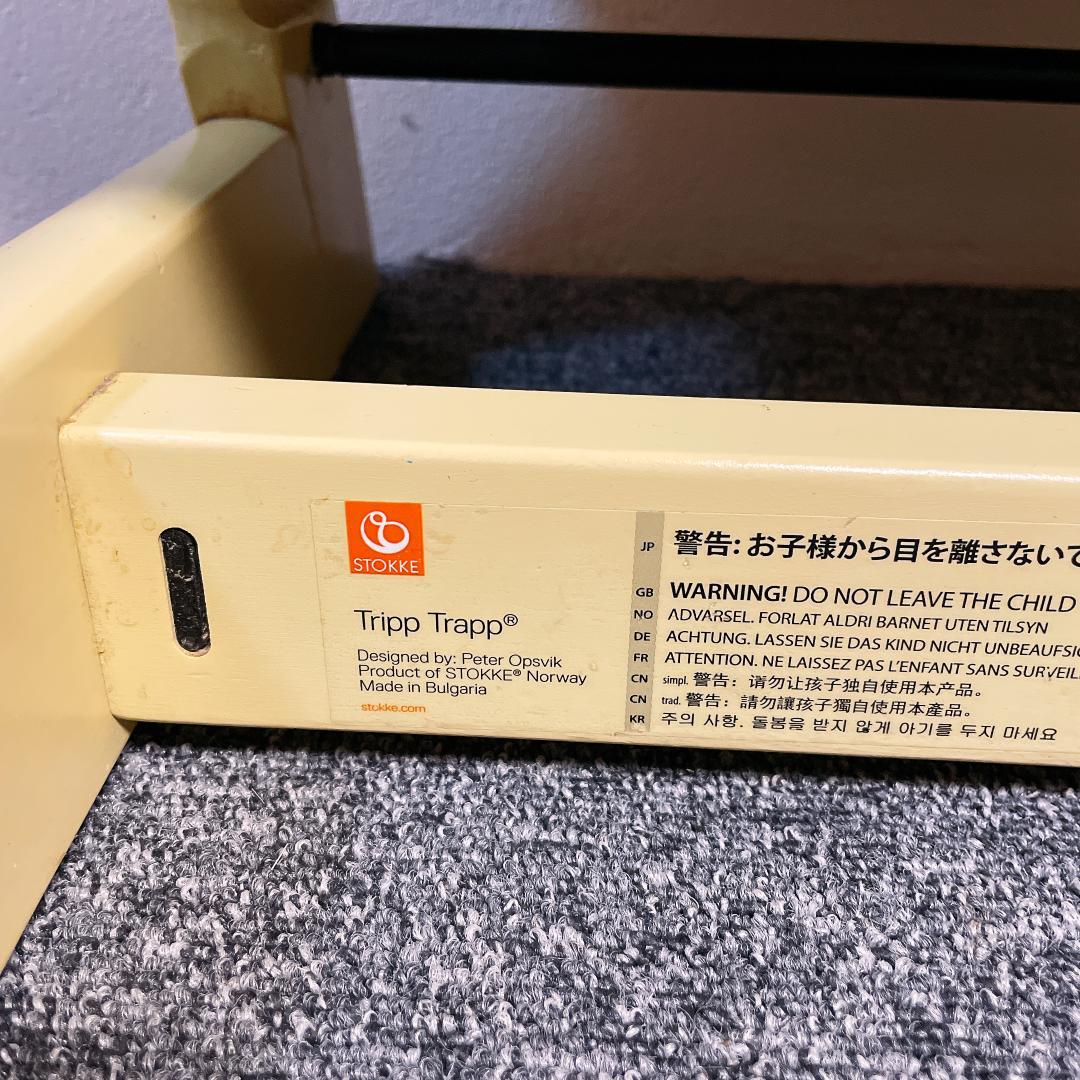 STOKKE
Tripp Trapp®
Designed by: Peter Opsvik
Product of STOKKE® Norway
Made in Bulgaria
stokke.com
JP 警告: お子様から目を離さないで
GB WARNING! DO NOT LEAVE THE CHILD
NO ADVARSEL. FORLAT ALDRI BARNET UTEN TILSYN
DE ACHTUNG. LASSEN SIE DAS KIND NICHT UNBEAUFSIC
FR ATTENTION. NE LAISSEZ PAS L'ENFANT SANS SURVEIL
CN simpl. 警告：请勿让孩子独自使用本产品。
CN trad. 警告：請勿讓孩子獨自使用本產品。
KR 주의 사항. 돌봄을 받지 않게 아기를 두지 마세요